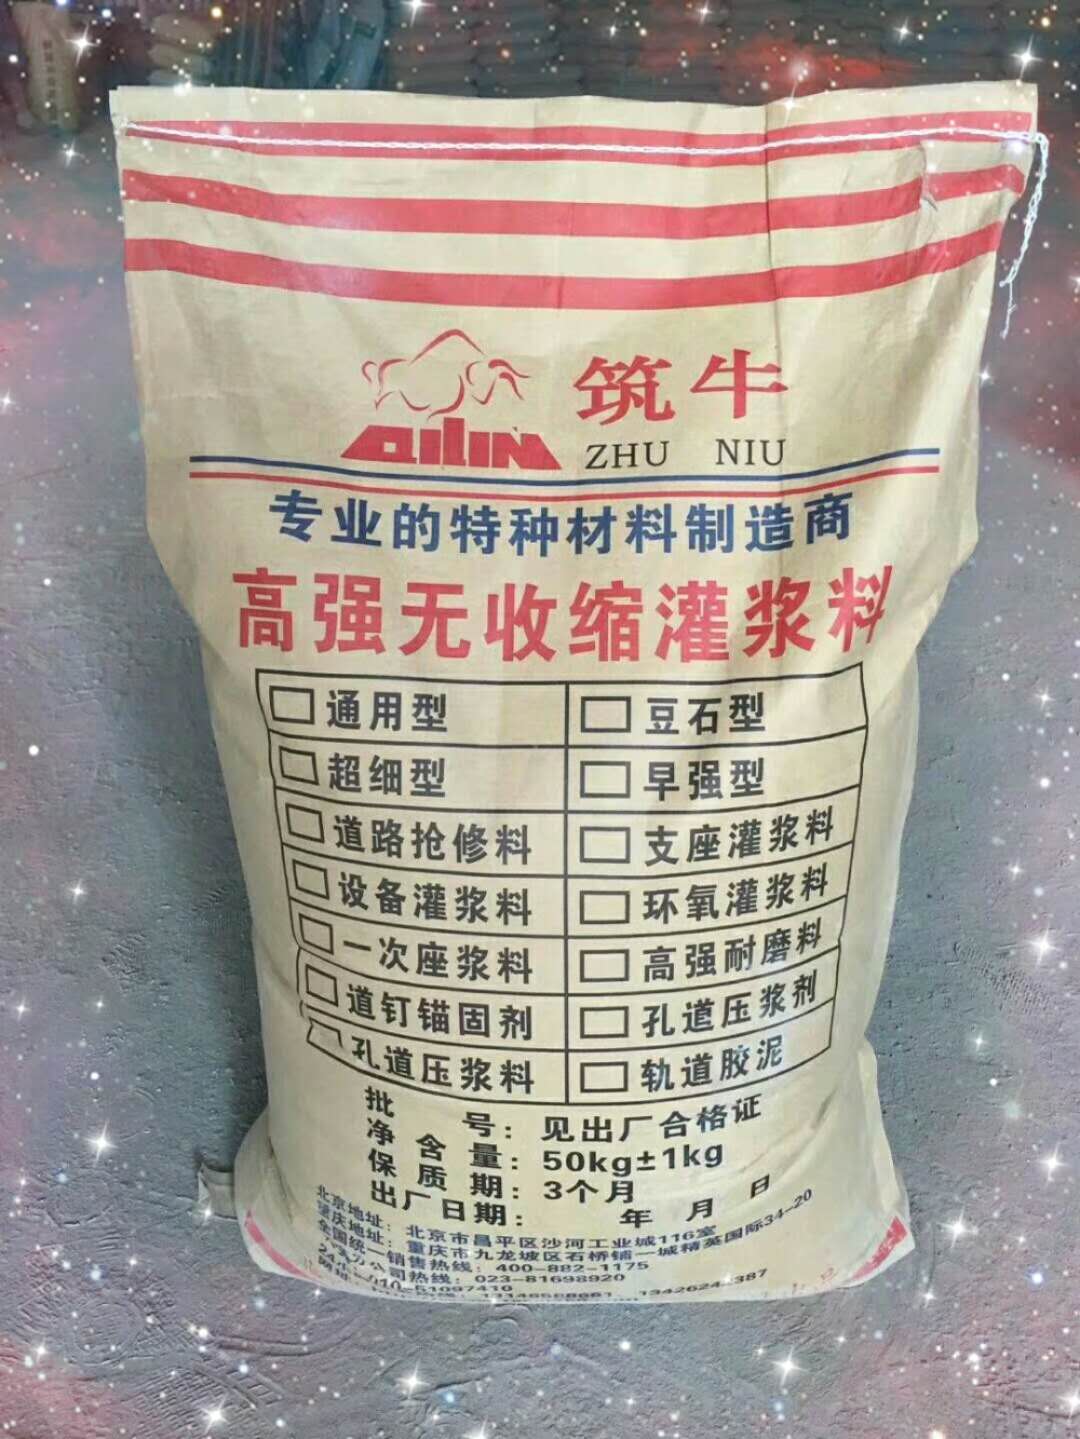 QILIN 筑牛
ZHU NIU
专业的特种材料制造商
高强无收缩灌浆料
通用型 豆石型
超细型 早强型
道路抢修料 支座灌浆料
设备灌浆料 环氧灌浆料
一次座浆料 高强耐磨料
道钉锚固剂 孔道压浆剂
孔道压浆料 轨道胶泥
批 号：见出厂合格证
净含量：50kg±1kg
保质期：3个月
出厂日期： 年 月 日
北京地址：北京市昌平区沙河工业城116室
重庆地址：重庆市九龙坡区石桥铺一城精英国际34-20
全国统一销售热线：400-882-1175
分公司热线：023-81698920